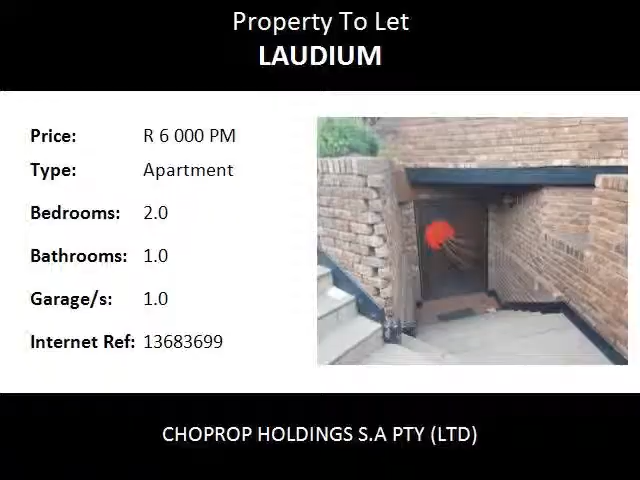 Property To Let
LAUDIUM
Price: R 6 000 PM
Type: Apartment
Bedrooms: 2.0
Bathrooms: 1.0
Garage/s: 1.0
Internet Ref: 13683699
CHOPROP HOLDINGS S.A PTY (LTD)